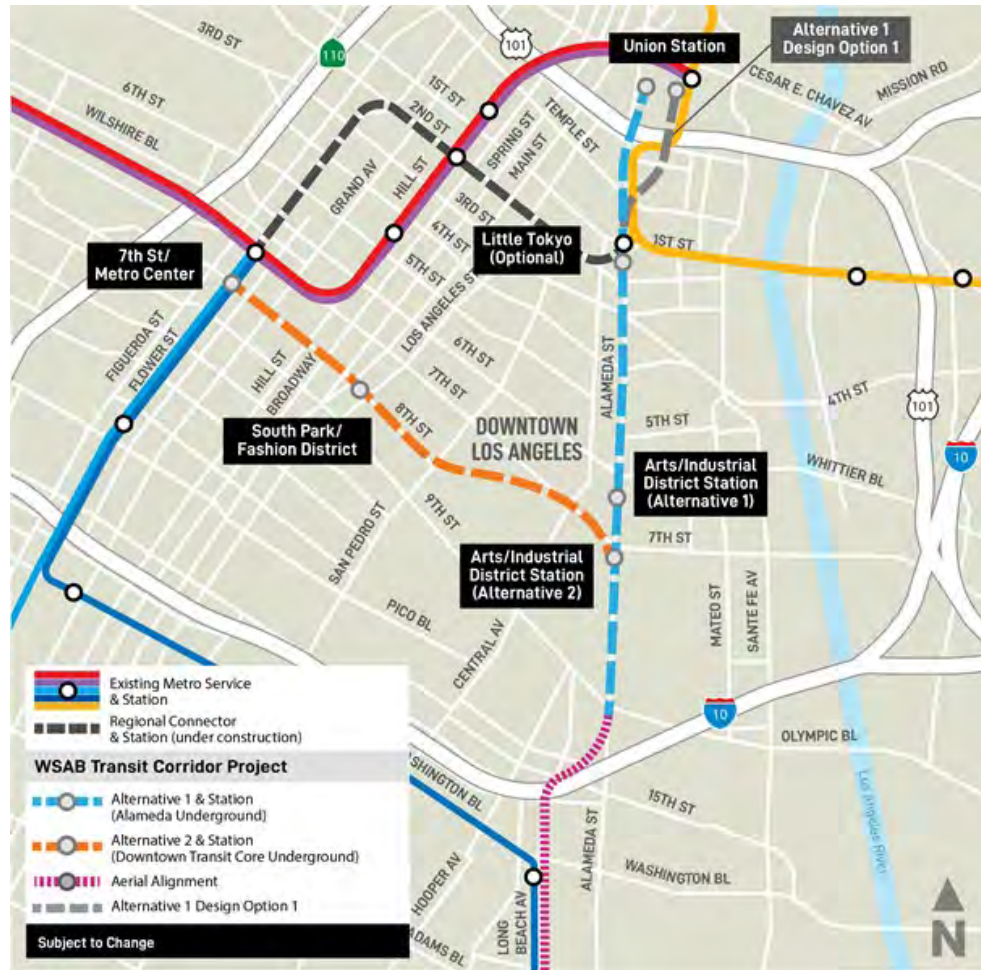 3RD ST
110
101
Union Station
Alternative 1
Design Option 1
6TH ST
WILSHIRE BL
1ST ST
2ND ST
CESAR E. CHAVEZ AV
MISSION RD
TEMPLE ST
SPRING ST
MAIN ST
GRAND AV
HILL ST
3RD ST
4TH ST
5TH ST
Little Tokyo
(Optional)
1ST ST
7th St/
Metro Center
LOS ANGELES ST
FIGUEROA ST
FLOWER ST
HILL ST
BROADWAY
6TH ST
7TH ST
ALAMEDA ST
4TH ST
101
8TH ST
DOWNTOWN
LOS ANGELES
5TH ST
South Park/
Fashion District
10
WHITTIER BL
Arts/Industrial
District Station
(Alternative 1)
9TH ST
SAN PEDRO ST
7TH ST
Arts/Industrial
District Station
(Alternative 2)
PICO BL
CENTRAL AV
MATEO ST
SANTE FE AV
10
OLYMPIC BL
Existing Metro Service
& Station
Regional Connector
& Station (under construction)
WSAB Transit Corridor Project
Alternative 1 & Station
(Alameda Underground)
Alternative 2 & Station
(Downtown Transit Core Underground)
Aerial Alignment
Alternative 1 Design Option 1
Subject to Change
ASHINGTON BL
15TH ST
Los Angeles River
ALAMEDA ST
WASHINGTON BL
HOOPER AV
LONG
BEACH AV
ADAMS BL
N